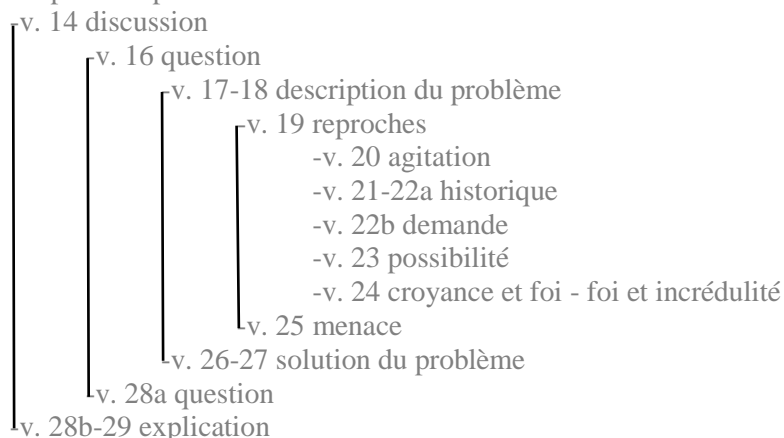 -v. 14 discussion
-v. 16 question
-v. 17-18 description du problème
-v. 19 reproches
-v. 20 agitation
-v. 21-22a historique
-v. 22b demande
-v. 23 possibilité
-v. 24 croyance et foi - foi et incrédulité
-v. 25 menace
-v. 26-27 solution du problème
-v. 28a question
-v. 28b-29 explication